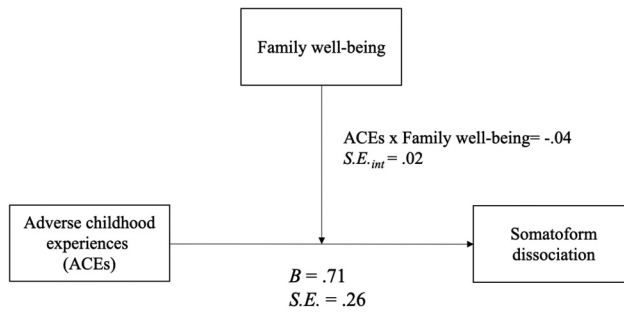 Family well-being
ACEs x Family well-being= -.04
S.E.int = .02
Adverse childhood
experiences
(ACEs)
Somatoform
dissociation
B = .71
S.E. = .26